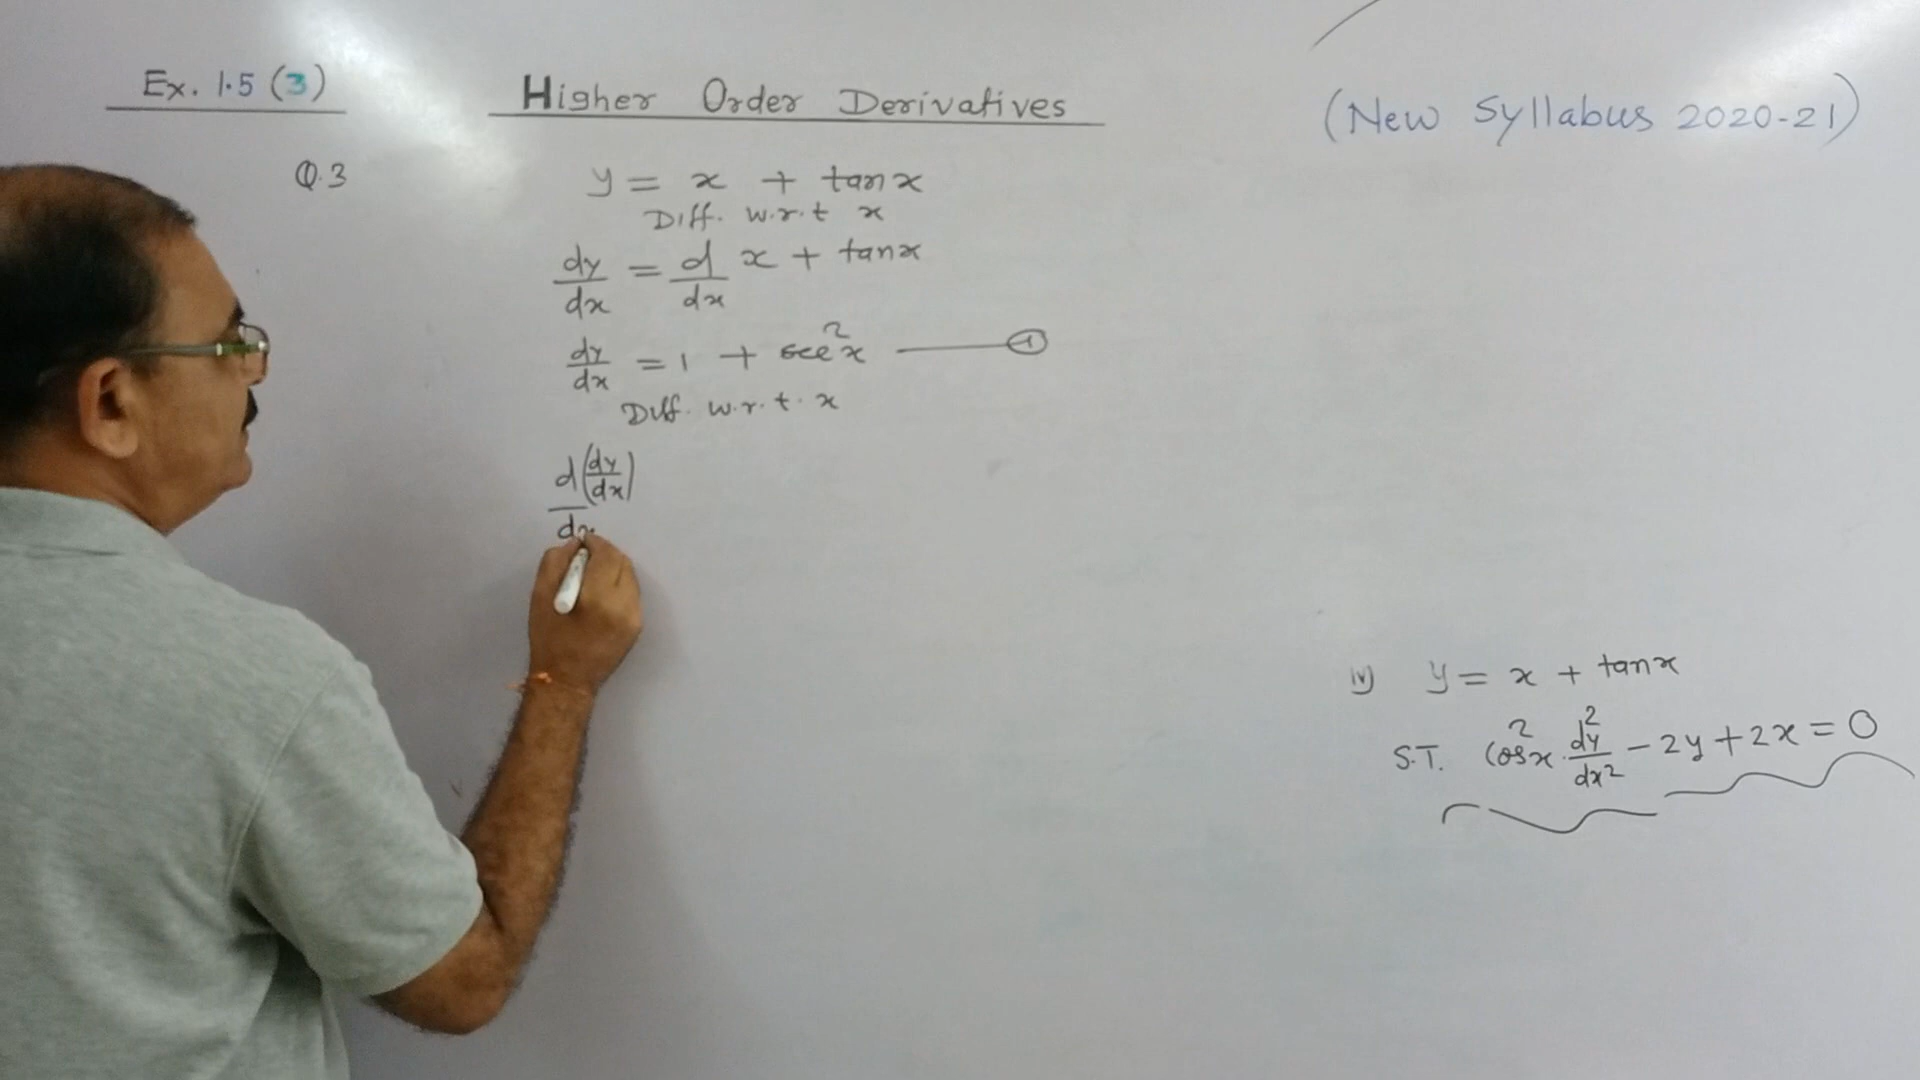 Ex. 1.5 (3)
Higher Order Derivatives
(New Syllabus 2020-21)
Q.3
y = x + tanx
Diff. w.r.t x
dy/dx = d/dx x + tanx
dy/dx = 1 + sec²x — ①
Diff. w.r.t. x
d(dy/dx)/dx
iv) y = x + tanx
S.T. cos²x . d²y/dx² - 2y + 2x = 0